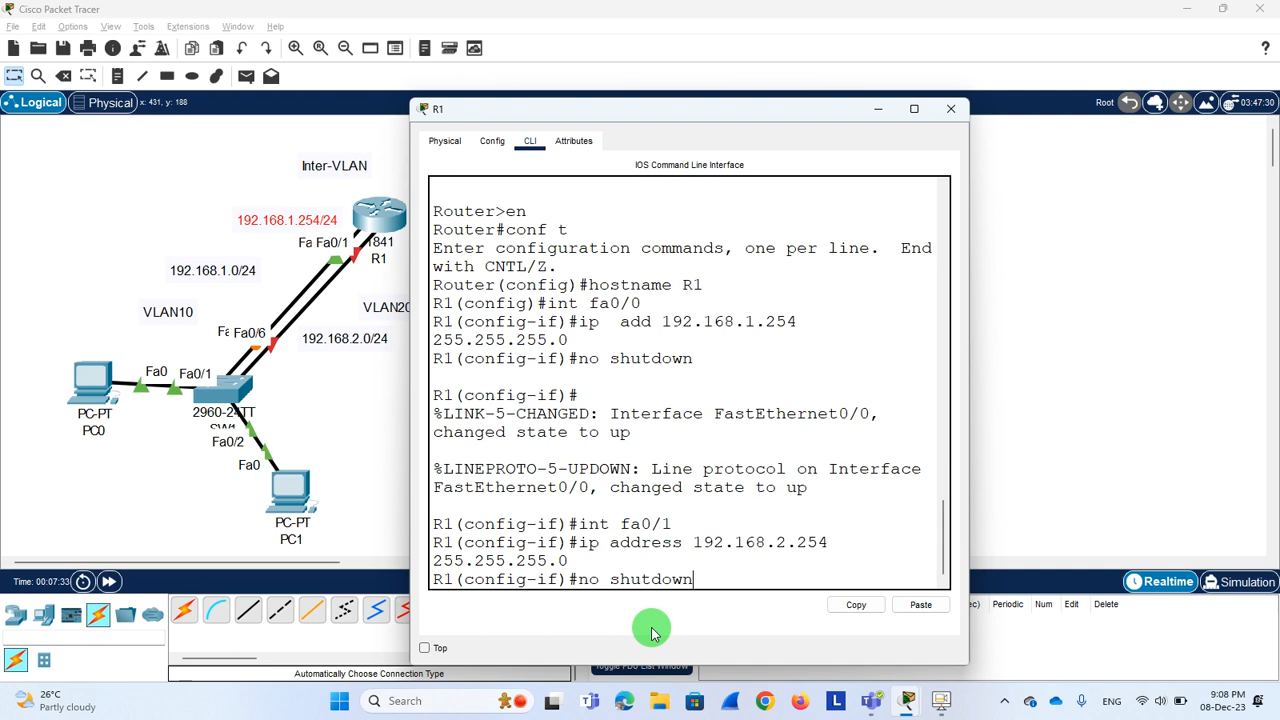 Cisco Packet Tracer
File Edit Options View Tools Extensions Window Help
Logical Physical x: 431, y: 188
Root 03:47:30
Inter-VLAN
192.168.1.254/24
Fa Fa0/1 1841
R1
192.168.1.0/24
VLAN10
VLAN20
Fa Fa0/6
192.168.2.0/24
Fa0 Fa0/1
PC-PT
PC0
2960-24TT
SW1
Fa0/2
Fa0
PC-PT
PC1
R1
Physical Config CLI Attributes
IOS Command Line Interface
Router>en
Router#conf t
Enter configuration commands, one per line.  End
with CNTL/Z.
Router(config)#hostname R1
R1(config)#int fa0/0
R1(config-if)#ip  add 192.168.1.254
255.255.255.0
R1(config-if)#no shutdown
R1(config-if)#
%LINK-5-CHANGED: Interface FastEthernet0/0,
changed state to up
%LINEPROTO-5-UPDOWN: Line protocol on Interface
FastEthernet0/0, changed state to up
R1(config-if)#int fa0/1
R1(config-if)#ip address 192.168.2.254
255.255.255.0
R1(config-if)#no shutdown
Copy Paste
Top
Time: 00:07:33
Realtime Simulation
Periodic Num Edit Delete
Automatically Choose Connection Type
Toggle PDU List Window
26°C
Partly cloudy
Search
ENG
9:08 PM
08-Dec-23